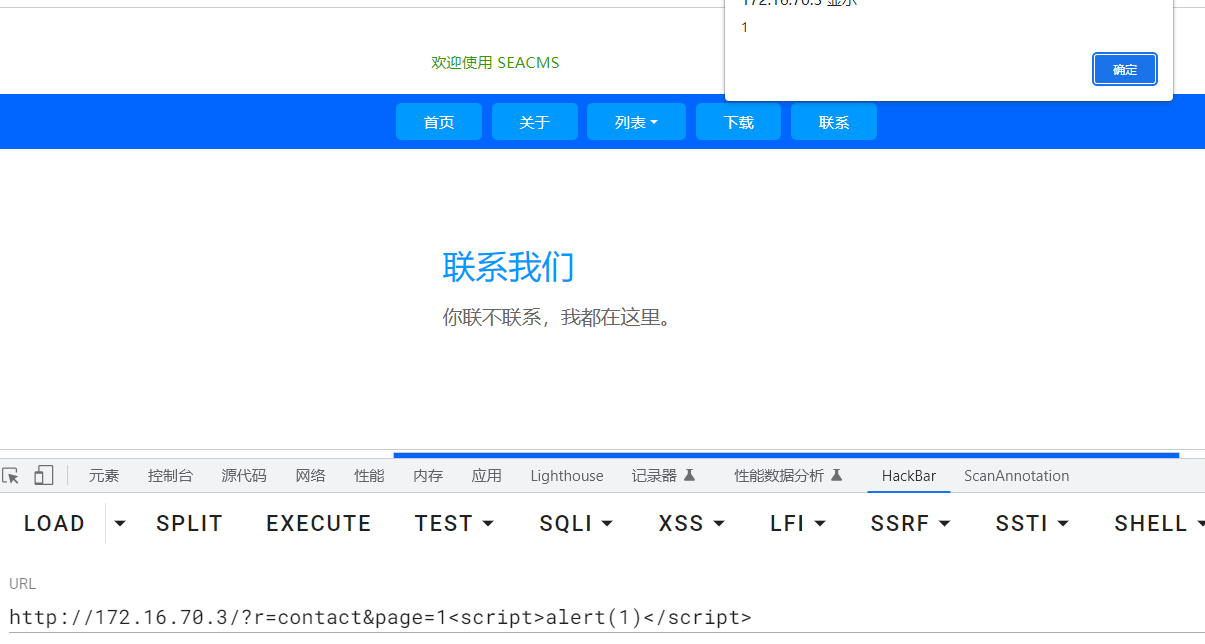 172.16.70.3 显示
1
确定
欢迎使用 SEACMS
首页 关于 列表 下载 联系
联系我们
你联不联系，我都在这里。
元素 控制台 源代码 网络 性能 内存 应用 Lighthouse 记录器 性能数据分析 HackBar ScanAnnotation
LOAD SPLIT EXECUTE TEST SQLI XSS LFI SSRF SSTI SHELL
URL
http://172.16.70.3/?r=contact&page=1<script>alert(1)</script>